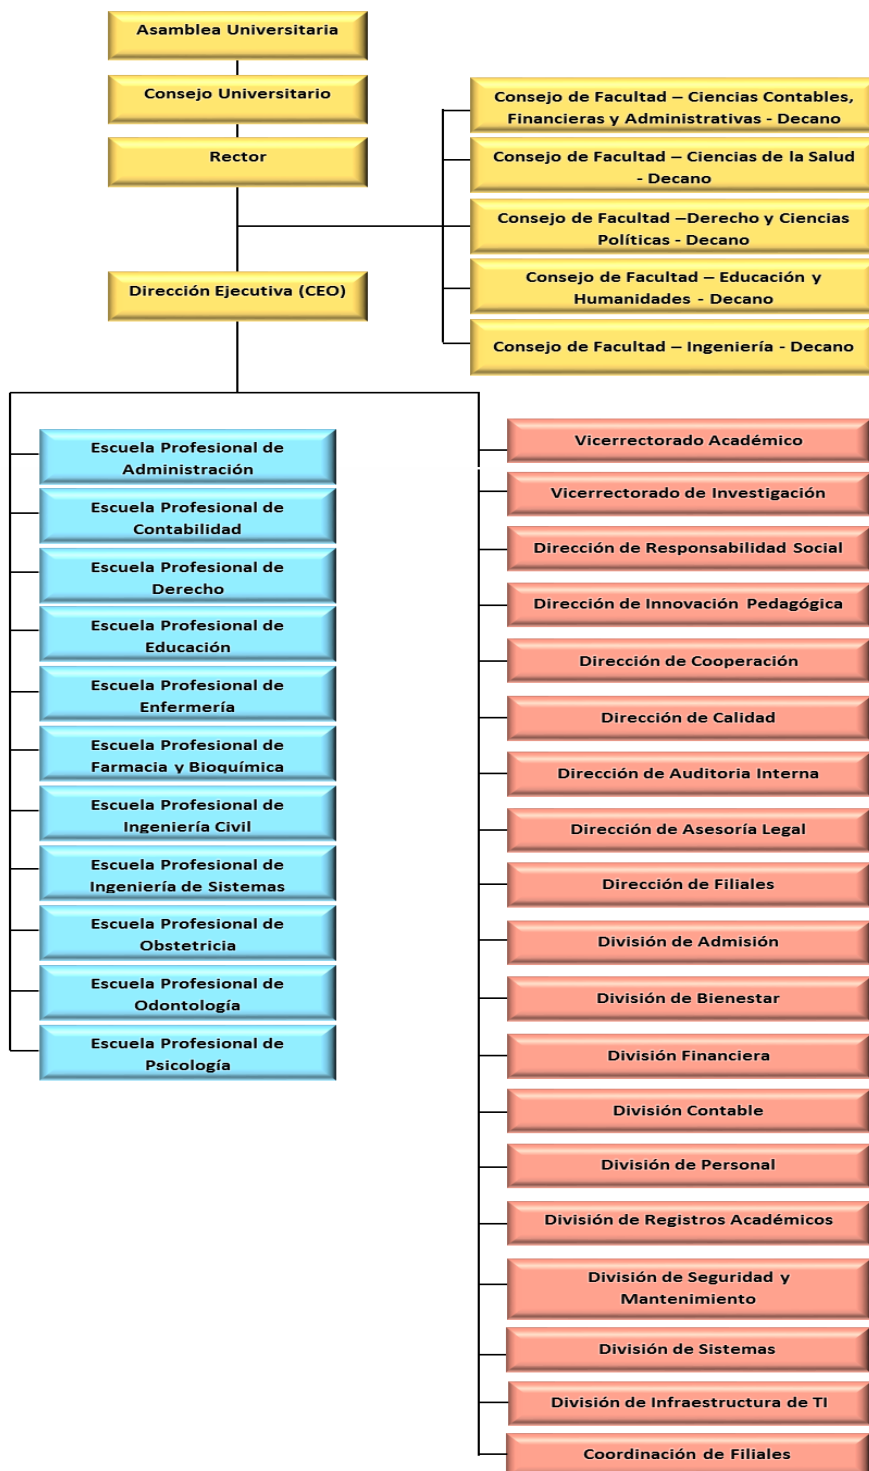 Asamblea Universitaria
Consejo Universitario
Rector
Dirección Ejecutiva (CEO)
Consejo de Facultad – Ciencias Contables,
Financieras y Administrativas - Decano
Consejo de Facultad – Ciencias de la Salud
- Decano
Consejo de Facultad –Derecho y Ciencias
Políticas - Decano
Consejo de Facultad – Educación y
Humanidades - Decano
Consejo de Facultad – Ingeniería - Decano
Escuela Profesional de
Administración
Escuela Profesional de
Contabilidad
Escuela Profesional de
Derecho
Escuela Profesional de
Educación
Escuela Profesional de
Enfermería
Escuela Profesional de
Farmacia y Bioquímica
Escuela Profesional de
Ingeniería Civil
Escuela Profesional de
Ingeniería de Sistemas
Escuela Profesional de
Obstetricia
Escuela Profesional de
Odontología
Escuela Profesional de
Psicología
Vicerrectorado Académico
Vicerrectorado de Investigación
Dirección de Responsabilidad Social
Dirección de Innovación Pedagógica
Dirección de Cooperación
Dirección de Calidad
Dirección de Auditoria Interna
Dirección de Asesoría Legal
Dirección de Filiales
División de Admisión
División de Bienestar
División Financiera
División Contable
División de Personal
División de Registros Académicos
División de Seguridad y
Mantenimiento
División de Sistemas
División de Infraestructura de TI
Coordinación de Filiales